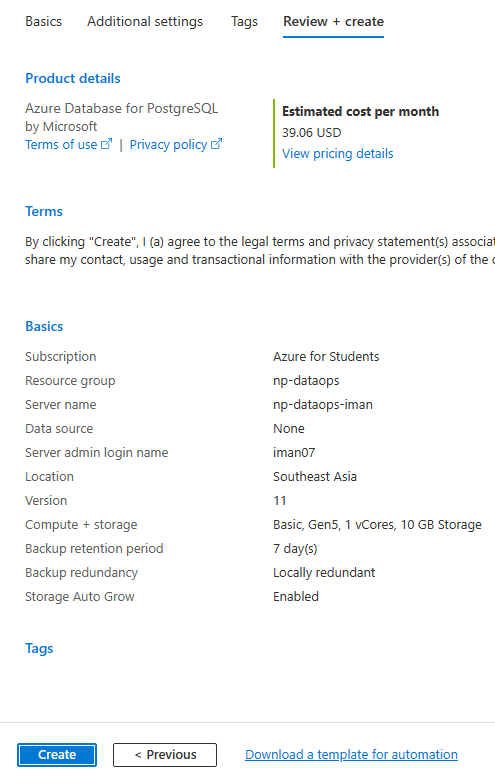 Basics Additional settings Tags Review + create
Product details
Azure Database for PostgreSQL
by Microsoft
Terms of use | Privacy policy
Estimated cost per month
39.06 USD
View pricing details
Terms
By clicking "Create", I (a) agree to the legal terms and privacy statement(s)
share my contact, usage and transactional information with the provider(s) of the
Basics
Subscription Azure for Students
Resource group np-dataops
Server name np-dataops-iman
Data source None
Server admin login name iman07
Location Southeast Asia
Version 11
Compute + storage Basic, Gen5, 1 vCores, 10 GB Storage
Backup retention period 7 day(s)
Backup redundancy Locally redundant
Storage Auto Grow Enabled
Tags
Create < Previous Download a template for automation